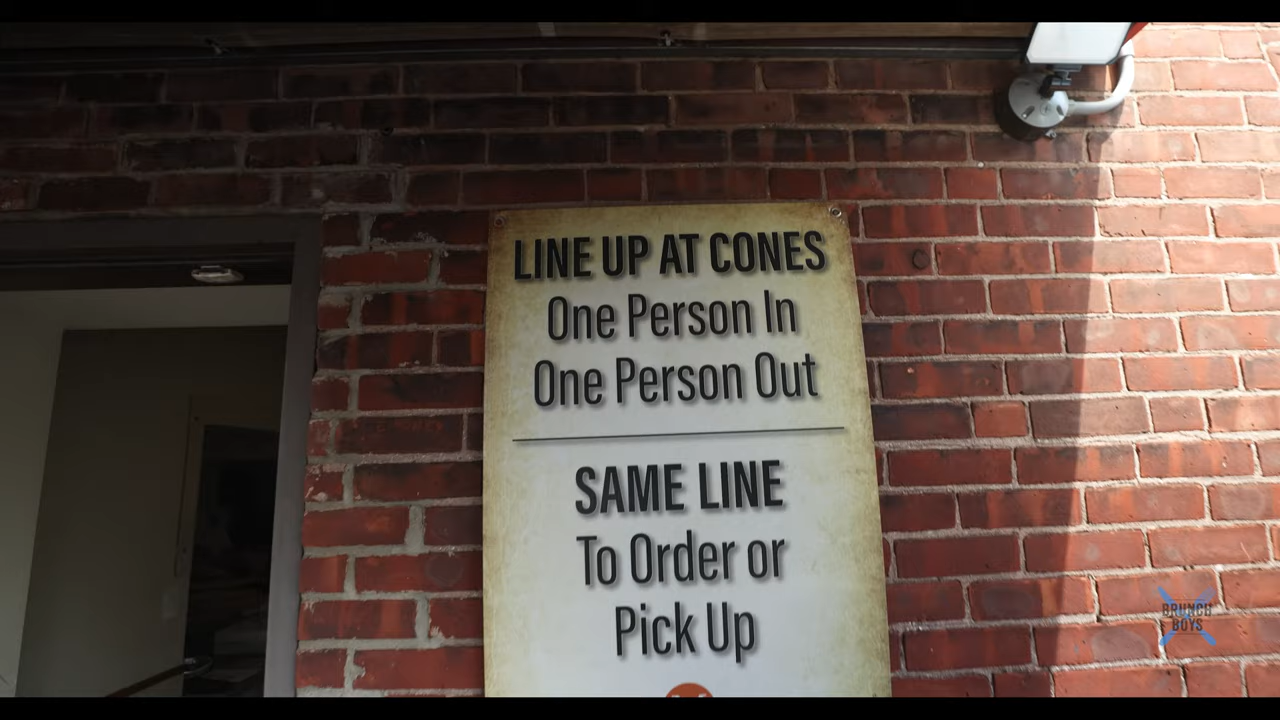 LINE UP AT CONES
One Person In
One Person Out
SAME LINE
To Order or
Pick Up
BRUNCH
BOYS